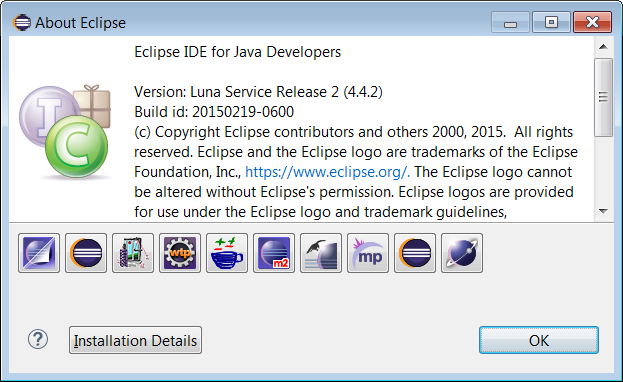 About Eclipse
Eclipse IDE for Java Developers
Version: Luna Service Release 2 (4.4.2)
Build id: 20150219-0600
(c) Copyright Eclipse contributors and others 2000, 2015.  All rights
reserved. Eclipse and the Eclipse logo are trademarks of the Eclipse
Foundation, Inc., https://www.eclipse.org/. The Eclipse logo cannot
be altered without Eclipse's permission. Eclipse logos are provided
for use under the Eclipse logo and trademark guidelines,
I
C
wtp
m2
mp
?
Installation Details
OK